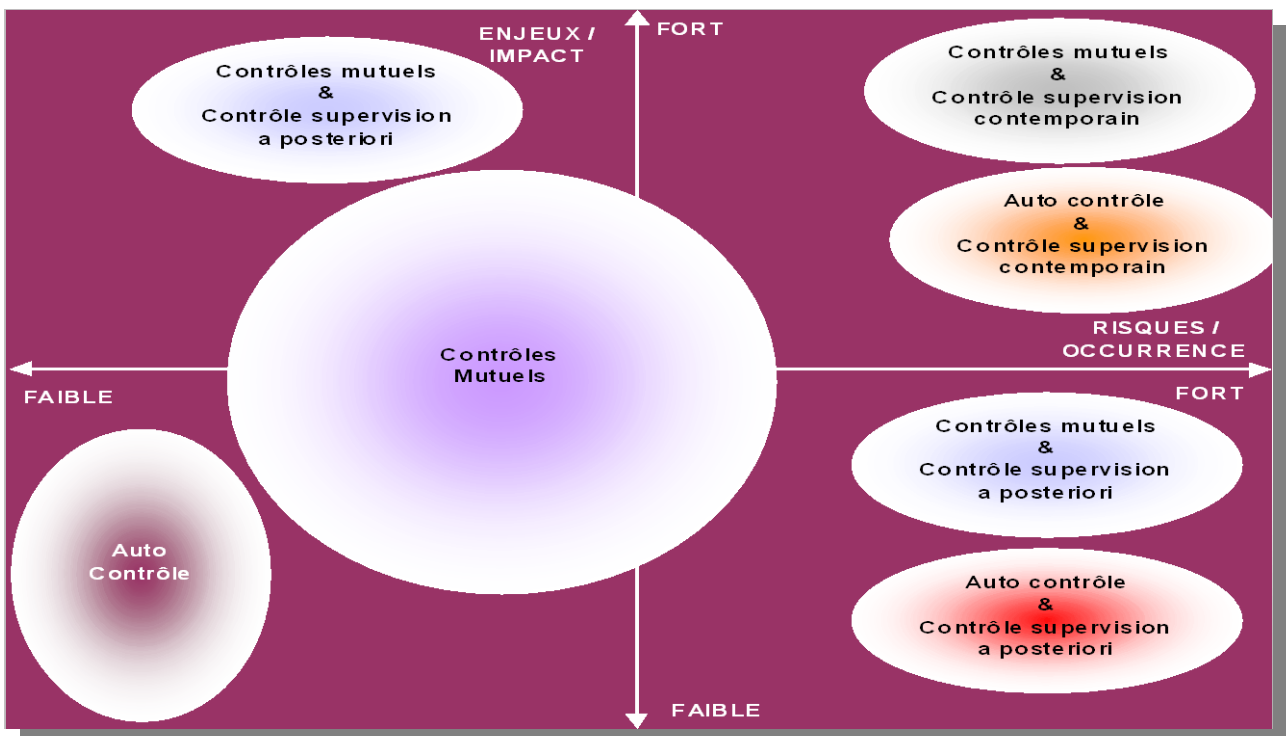 ENJEUX /
IMPACT
FORT
Contrôles mutuels
&
Contrôle supervision
a posteriori
Contrôles mutuels
&
Contrôle supervision
contemporain
Auto contrôle
&
Contrôle supervision
contemporain
RISQUES /
OCCURRENCE
Contrôles
Mutuels
FAIBLE
FORT
Contrôles mutuels
&
Contrôle supervision
a posteriori
Auto
Contrôle
Auto contrôle
&
Contrôle supervision
a posteriori
FAIBLE